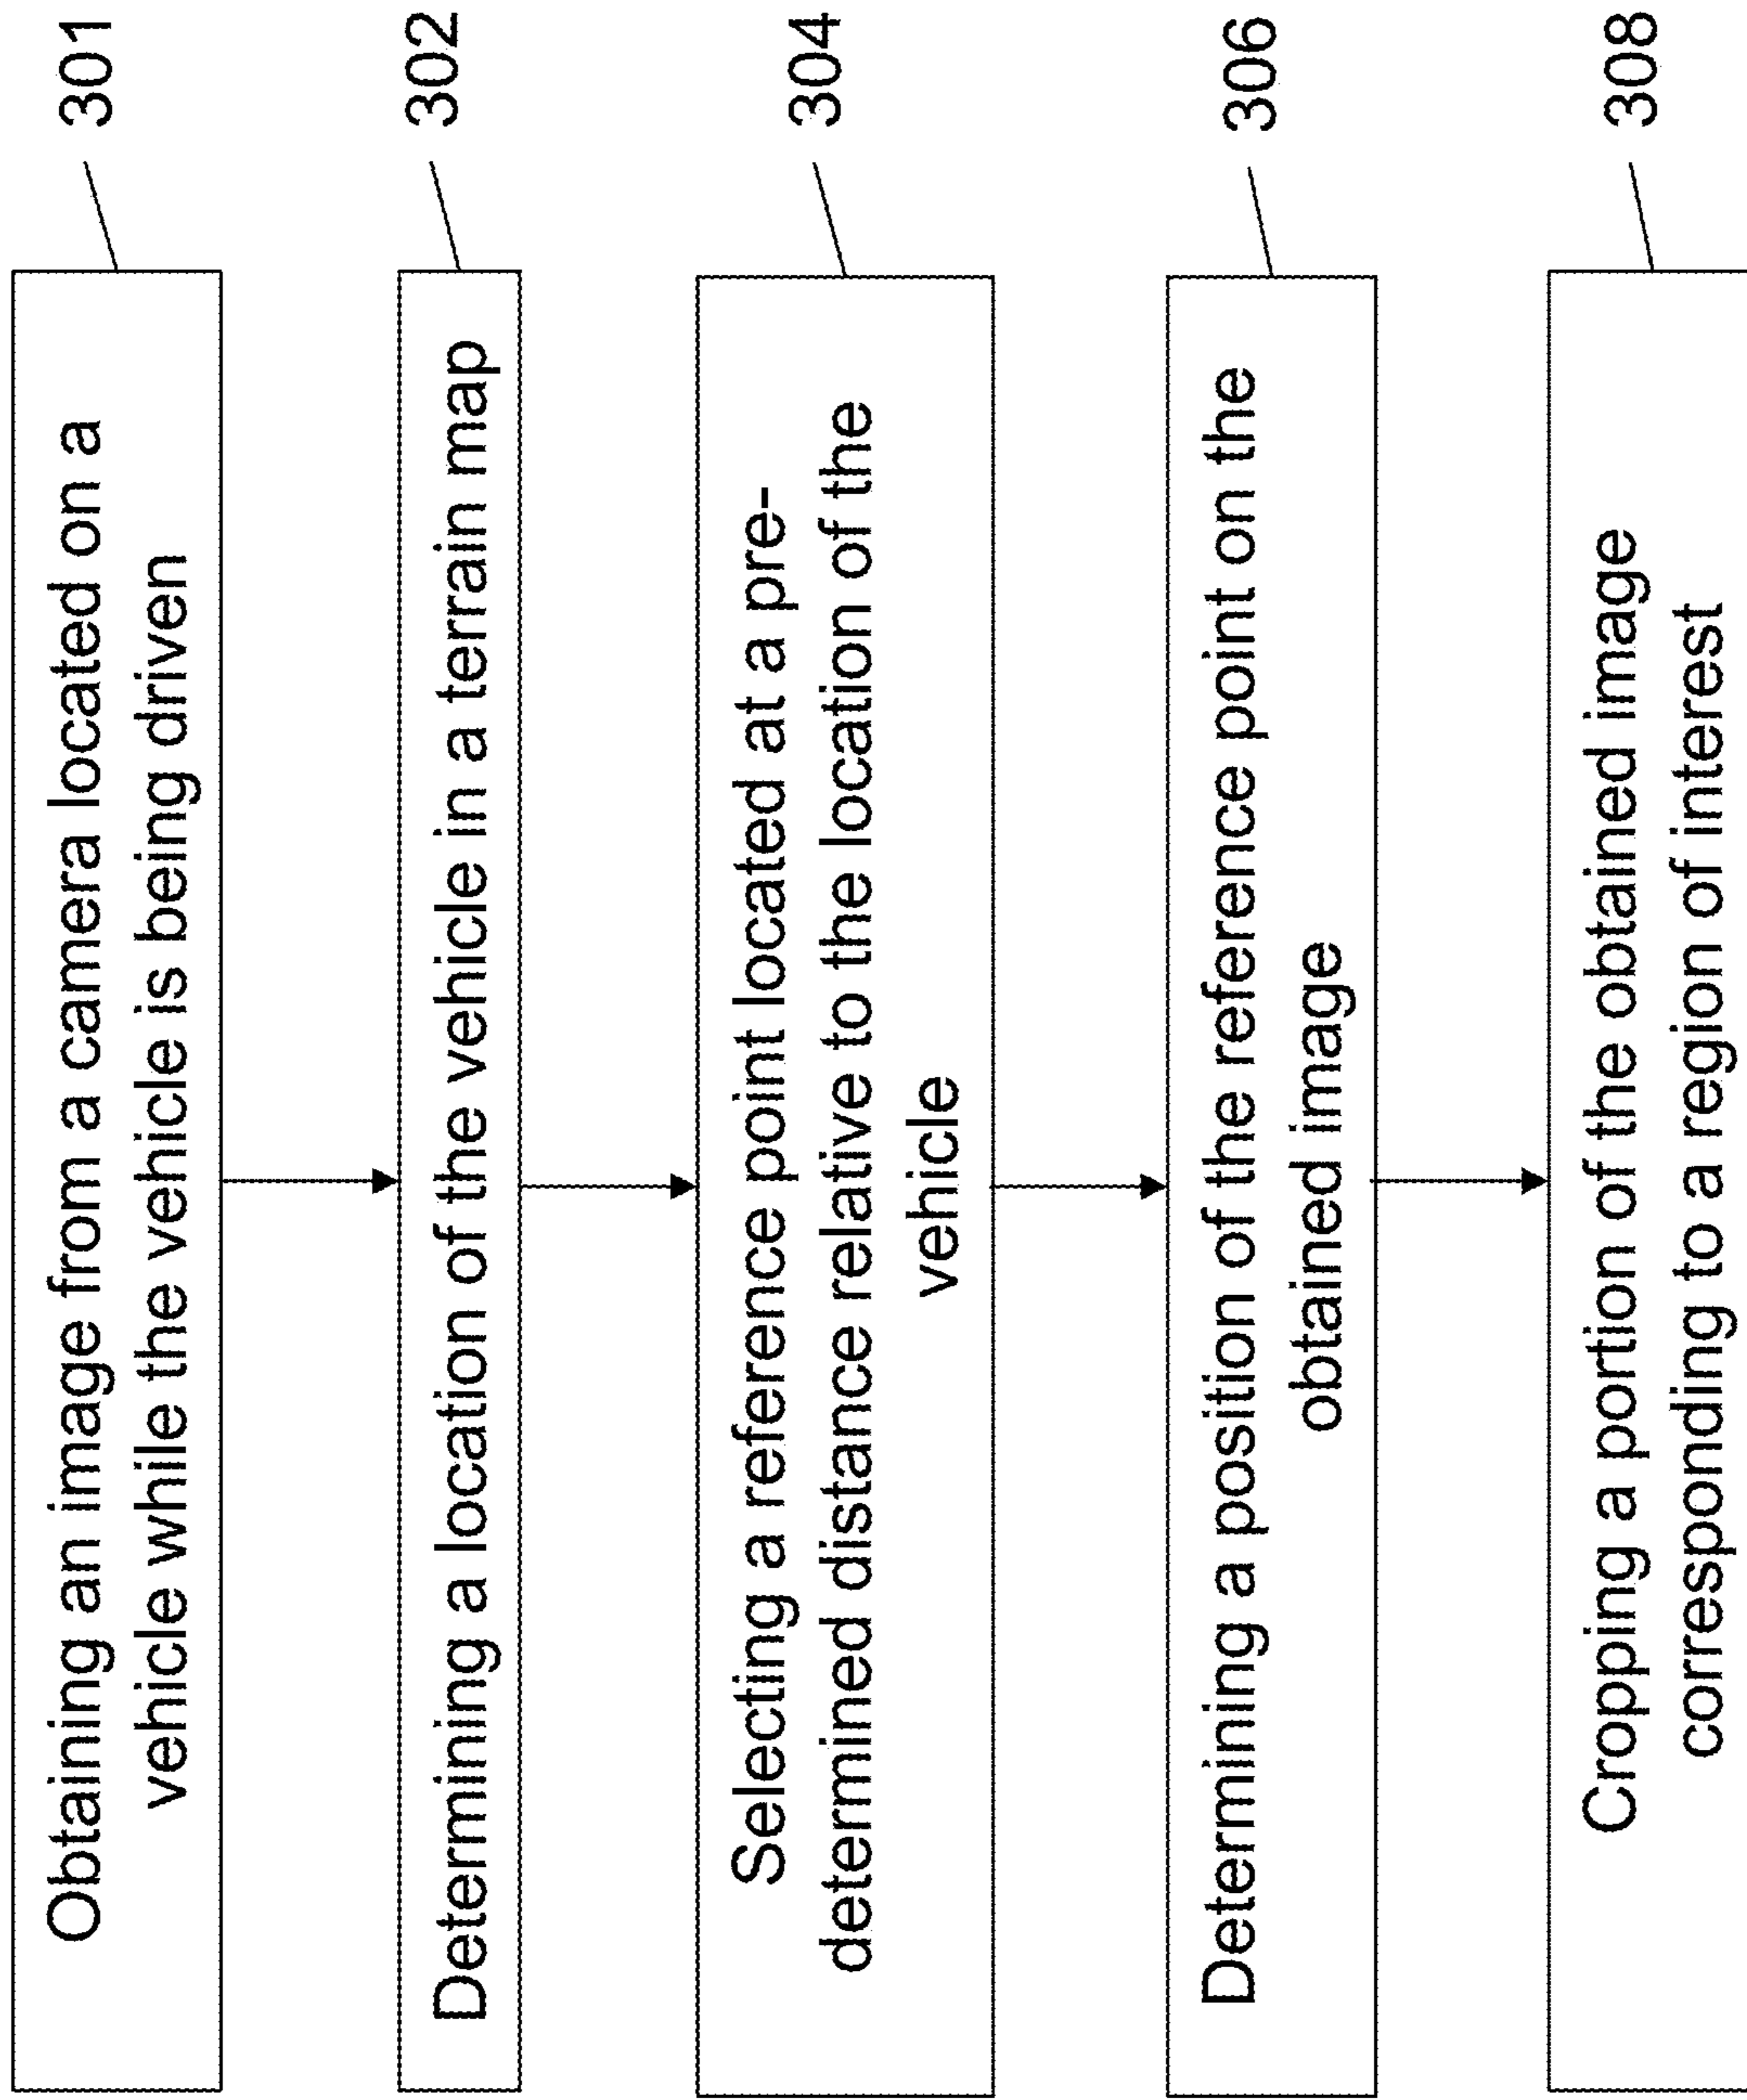 Obtaining an image from a camera located on a
vehicle while the vehicle is being driven
301
Determining a location of the vehicle in a terrain map
302
Selecting a reference point located at a pre-
determined distance relative to the location of the
vehicle
304
Determining a position of the reference point on the
obtained image
306
Cropping a portion of the obtained image
corresponding to a region of interest
308